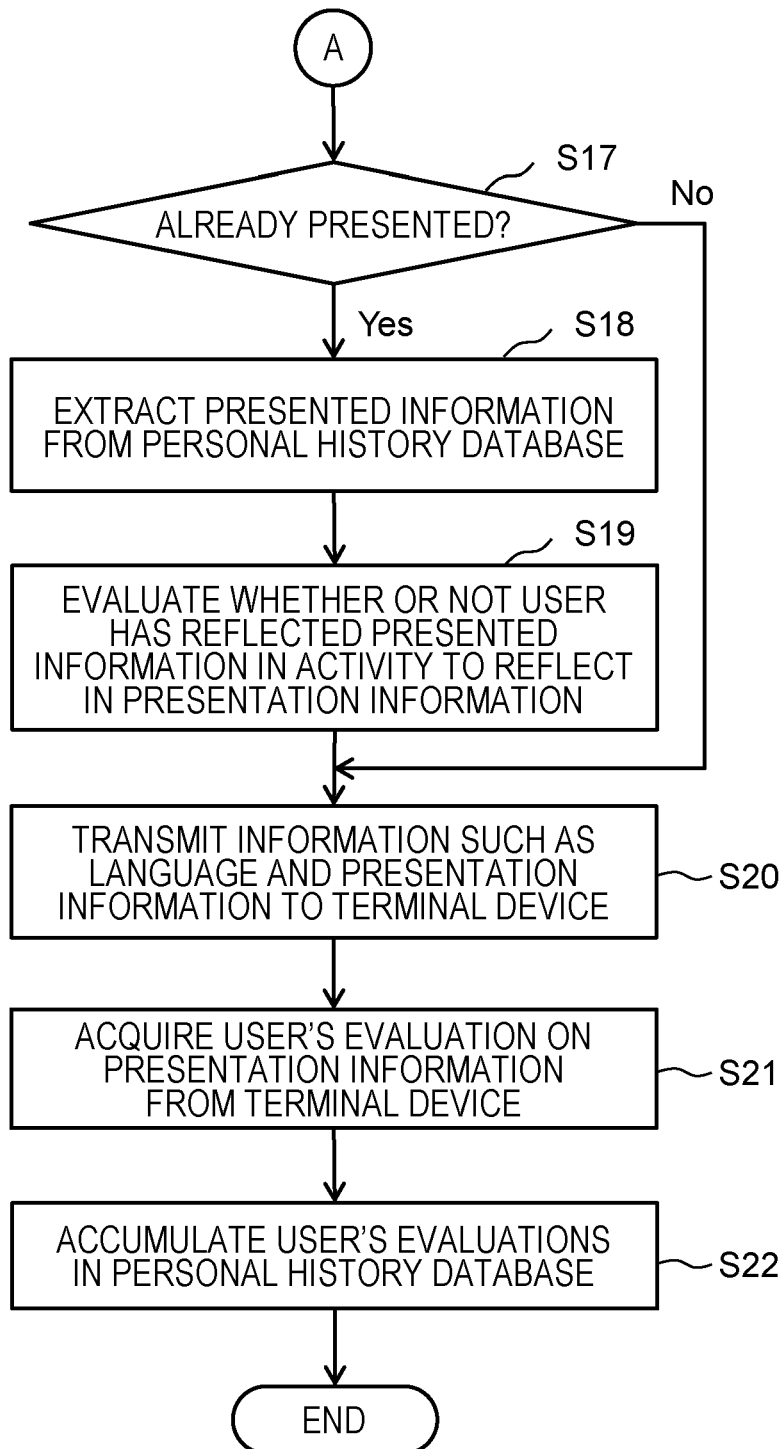 A
S17
No
ALREADY PRESENTED?
Yes
S18
EXTRACT PRESENTED INFORMATION
FROM PERSONAL HISTORY DATABASE
S19
EVALUATE WHETHER OR NOT USER
HAS REFLECTED PRESENTED
INFORMATION IN ACTIVITY TO REFLECT
IN PRESENTATION INFORMATION
TRANSMIT INFORMATION SUCH AS
LANGUAGE AND PRESENTATION
INFORMATION TO TERMINAL DEVICE
S20
ACQUIRE USER'S EVALUATION ON
PRESENTATION INFORMATION
FROM TERMINAL DEVICE
S21
ACCUMULATE USER'S EVALUATIONS
IN PERSONAL HISTORY DATABASE
S22
END